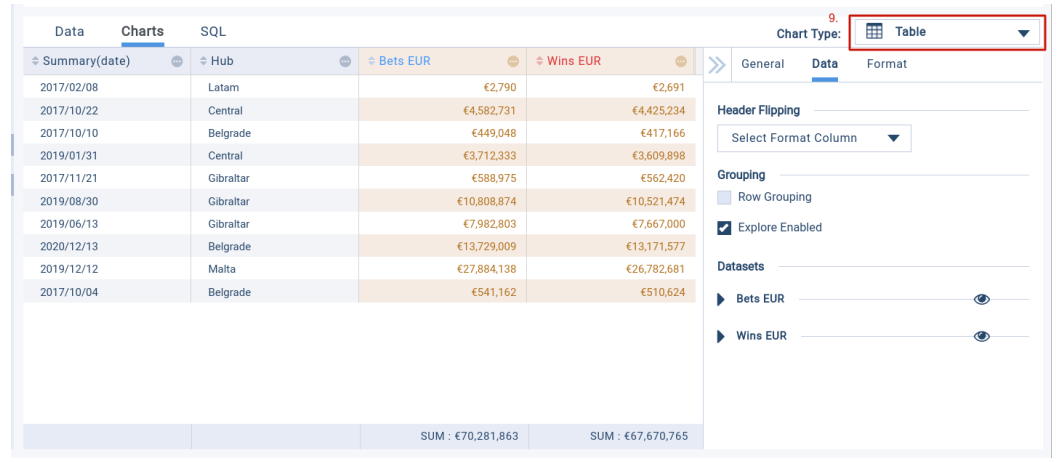 9.
Data Charts SQL Chart Type: Table
Summary(date) Hub Bets EUR Wins EUR General Data Format
2017/02/08 Latam €2,790 €2,691
2017/10/22 Central €4,582,731 €4,425,234
2017/10/10 Belgrade €449,048 €417,166
2019/01/31 Central €3,712,333 €3,609,898
2017/11/21 Gibraltar €588,975 €562,420
2019/08/30 Gibraltar €10,808,874 €10,521,474
2019/06/13 Gibraltar €7,982,803 €7,667,000
2020/12/13 Belgrade €13,729,009 €13,171,577
2019/12/12 Malta €27,884,138 €26,782,681
2017/10/04 Belgrade €541,162 €510,624
SUM : €70,281,863 SUM : €67,670,765
Header Flipping
Select Format Column
Grouping
Row Grouping
Explore Enabled
Datasets
Bets EUR
Wins EUR